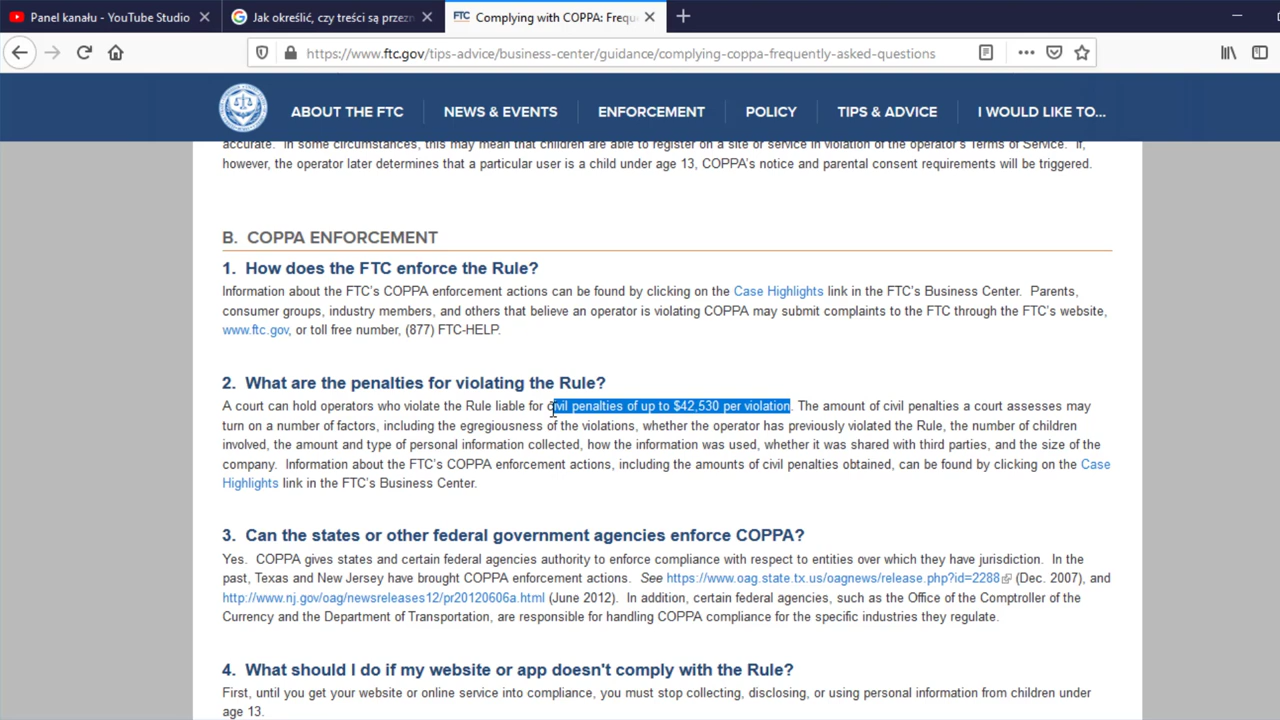 Panel kanału - YouTube Studio
Jak określić, czy treści są przezn
FTC
Complying with COPPA: Frequ
https://www.ftc.gov/tips-advice/business-center/guidance/complying-coppa-frequently-asked-questions
ABOUT THE FTC
NEWS & EVENTS
ENFORCEMENT
POLICY
TIPS & ADVICE
I WOULD LIKE TO...
accurate. In some circumstances, this may mean that children are able to register on a site or service in violation of the operator's Terms of Service. If,
however, the operator later determines that a particular user is a child under age 13, COPPA's notice and parental consent requirements will be triggered.
B. COPPA ENFORCEMENT
1. How does the FTC enforce the Rule?
Information about the FTC's COPPA enforcement actions can be found by clicking on the Case Highlights link in the FTC's Business Center. Parents,
consumer groups, industry members, and others that believe an operator is violating COPPA may submit complaints to the FTC through the FTC's website,
www.ftc.gov, or toll free number, (877) FTC-HELP.
2. What are the penalties for violating the Rule?
A court can hold operators who violate the Rule liable for civil penalties of up to $42,530 per violation. The amount of civil penalties a court assesses may
turn on a number of factors, including the egregiousness of the violations, whether the operator has previously violated the Rule, the number of children
involved, the amount and type of personal information collected, how the information was used, whether it was shared with third parties, and the size of the
company. Information about the FTC's COPPA enforcement actions, including the amounts of civil penalties obtained, can be found by clicking on the Case
Highlights link in the FTC's Business Center.
3. Can the states or other federal government agencies enforce COPPA?
Yes. COPPA gives states and certain federal agencies authority to enforce compliance with respect to entities over which they have jurisdiction. In the
past, Texas and New Jersey have brought COPPA enforcement actions. See https://www.oag.state.tx.us/oagnews/release.php?id=2288 (Dec. 2007), and
http://www.nj.gov/oag/newsreleases12/pr20120606a.html (June 2012). In addition, certain federal agencies, such as the Office of the Comptroller of the
Currency and the Department of Transportation, are responsible for handling COPPA compliance for the specific industries they regulate.
4. What should I do if my website or app doesn't comply with the Rule?
First, until you get your website or online service into compliance, you must stop collecting, disclosing, or using personal information from children under
age 13.